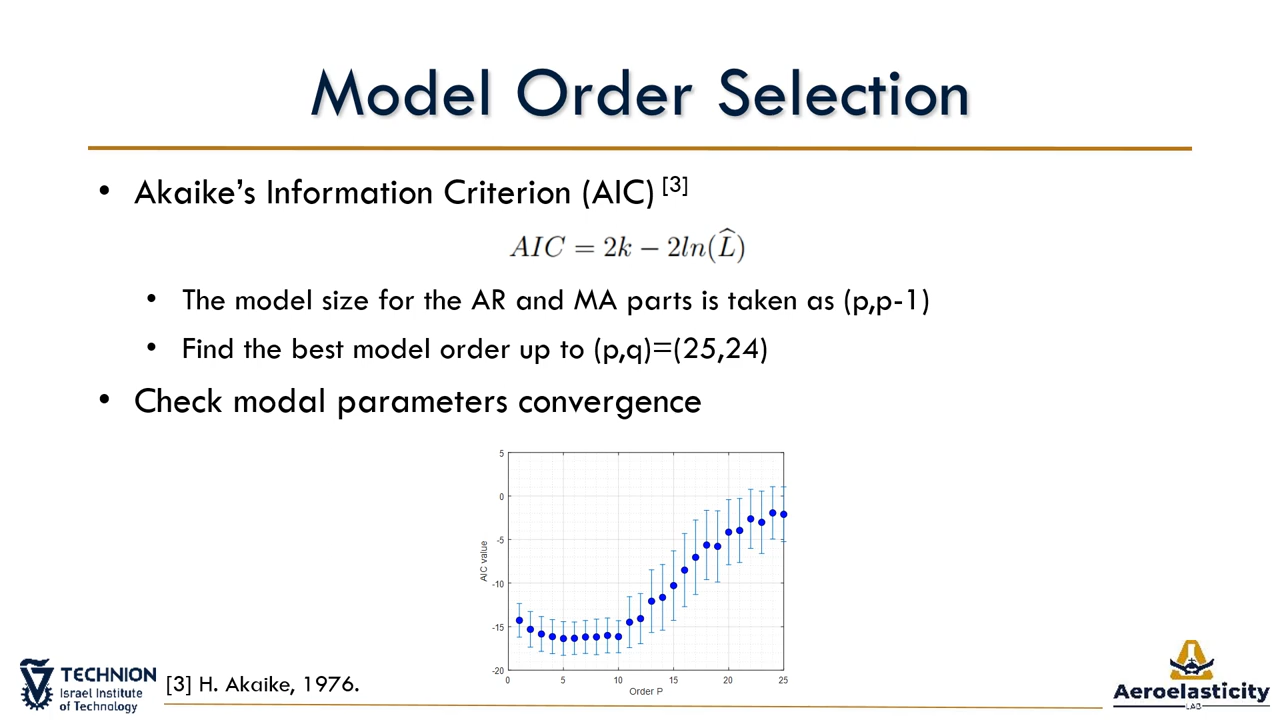 Model Order Selection
• Akaike’s Information Criterion (AIC) [3]
AIC = 2k − 2ln(L̂)
• The model size for the AR and MA parts is taken as (p,p-1)
• Find the best model order up to (p,q)=(25,24)
• Check modal parameters convergence
5
0
-5
-10
-15
-20
AIC value
0 5 10 15 20 25
Order P
TECHNION
Israel Institute
of Technology
[3] H. Akaike, 1976.
Aeroelasticity
LAB